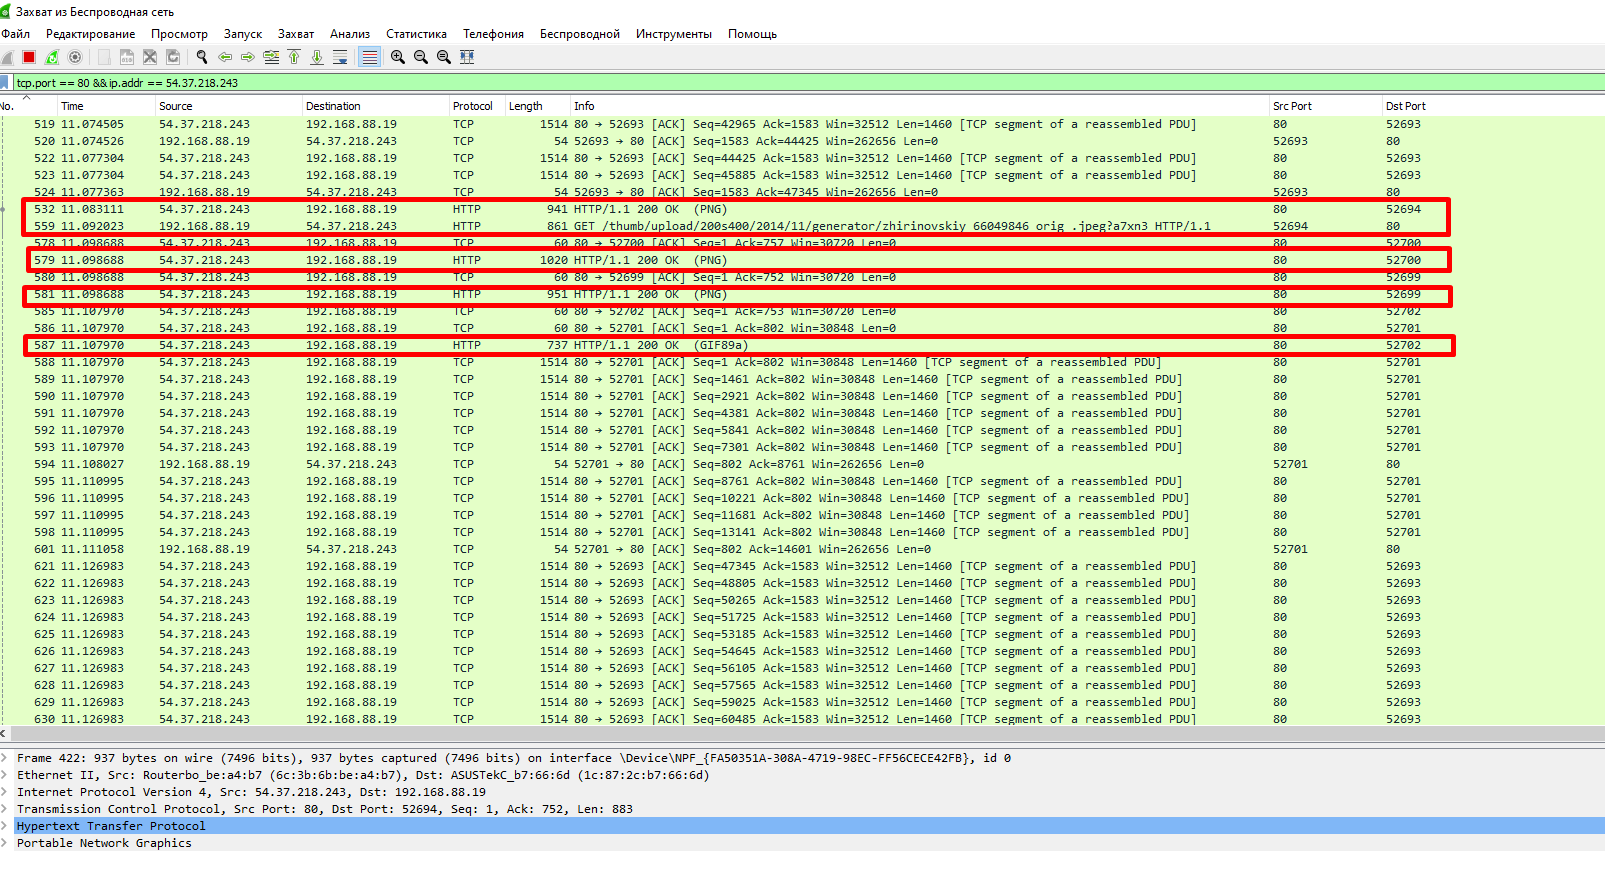 Захват из Беспроводная сеть
Файл Редактирование Просмотр Запуск Захват Анализ Статистика Телефония Беспроводной Инструменты Помощь
tcp.port == 80 && ip.addr == 54.37.218.243
No. Time Source Destination Protocol Length Info Src Port Dst Port
519 11.074505 54.37.218.243 192.168.88.19 TCP 1514 80 → 52693 [ACK] Seq=42965 Ack=1583 Win=32512 Len=1460 [TCP segment of a reassembled PDU] 80 52693
520 11.074526 192.168.88.19 54.37.218.243 TCP 54 52693 → 80 [ACK] Seq=1583 Ack=44425 Win=262656 Len=0 52693 80
522 11.077304 54.37.218.243 192.168.88.19 TCP 1514 80 → 52693 [ACK] Seq=44425 Ack=1583 Win=32512 Len=1460 [TCP segment of a reassembled PDU] 80 52693
523 11.077304 54.37.218.243 192.168.88.19 TCP 1514 80 → 52693 [ACK] Seq=45885 Ack=1583 Win=32512 Len=1460 [TCP segment of a reassembled PDU] 80 52693
524 11.077363 192.168.88.19 54.37.218.243 TCP 54 52693 → 80 [ACK] Seq=1583 Ack=47345 Win=262656 Len=0 52693 80
532 11.083111 54.37.218.243 192.168.88.19 HTTP 941 HTTP/1.1 200 OK (PNG) 80 52694
559 11.092023 192.168.88.19 54.37.218.243 HTTP 861 GET /thumb/upload/200s400/2014/11/generator/zhirinovskiy_66049846_orig_.jpeg?a7xn3 HTTP/1.1 52694 80
578 11.098688 54.37.218.243 192.168.88.19 TCP 60 80 → 52700 [ACK] Seq=1 Ack=757 Win=30720 Len=0 80 52700
579 11.098688 54.37.218.243 192.168.88.19 HTTP 1020 HTTP/1.1 200 OK (PNG) 80 52700
580 11.098688 54.37.218.243 192.168.88.19 TCP 60 80 → 52699 [ACK] Seq=1 Ack=752 Win=30720 Len=0 80 52699
581 11.098688 54.37.218.243 192.168.88.19 HTTP 951 HTTP/1.1 200 OK (PNG) 80 52699
585 11.107970 54.37.218.243 192.168.88.19 TCP 60 80 → 52702 [ACK] Seq=1 Ack=753 Win=30720 Len=0 80 52702
586 11.107970 54.37.218.243 192.168.88.19 TCP 60 80 → 52701 [ACK] Seq=1 Ack=802 Win=30848 Len=0 80 52701
587 11.107970 54.37.218.243 192.168.88.19 HTTP 737 HTTP/1.1 200 OK (GIF89a) 80 52702
588 11.107970 54.37.218.243 192.168.88.19 TCP 1514 80 → 52701 [ACK] Seq=1 Ack=802 Win=30848 Len=1460 [TCP segment of a reassembled PDU] 80 52701
589 11.107970 54.37.218.243 192.168.88.19 TCP 1514 80 → 52701 [ACK] Seq=1461 Ack=802 Win=30848 Len=1460 [TCP segment of a reassembled PDU] 80 52701
590 11.107970 54.37.218.243 192.168.88.19 TCP 1514 80 → 52701 [ACK] Seq=2921 Ack=802 Win=30848 Len=1460 [TCP segment of a reassembled PDU] 80 52701
591 11.107970 54.37.218.243 192.168.88.19 TCP 1514 80 → 52701 [ACK] Seq=4381 Ack=802 Win=30848 Len=1460 [TCP segment of a reassembled PDU] 80 52701
592 11.107970 54.37.218.243 192.168.88.19 TCP 1514 80 → 52701 [ACK] Seq=5841 Ack=802 Win=30848 Len=1460 [TCP segment of a reassembled PDU] 80 52701
593 11.107970 54.37.218.243 192.168.88.19 TCP 1514 80 → 52701 [ACK] Seq=7301 Ack=802 Win=30848 Len=1460 [TCP segment of a reassembled PDU] 80 52701
594 11.108027 192.168.88.19 54.37.218.243 TCP 54 52701 → 80 [ACK] Seq=802 Ack=8761 Win=262656 Len=0 52701 80
595 11.110995 54.37.218.243 192.168.88.19 TCP 1514 80 → 52701 [ACK] Seq=8761 Ack=802 Win=30848 Len=1460 [TCP segment of a reassembled PDU] 80 52701
596 11.110995 54.37.218.243 192.168.88.19 TCP 1514 80 → 52701 [ACK] Seq=10221 Ack=802 Win=30848 Len=1460 [TCP segment of a reassembled PDU] 80 52701
597 11.110995 54.37.218.243 192.168.88.19 TCP 1514 80 → 52701 [ACK] Seq=11681 Ack=802 Win=30848 Len=1460 [TCP segment of a reassembled PDU] 80 52701
598 11.110995 54.37.218.243 192.168.88.19 TCP 1514 80 → 52701 [ACK] Seq=13141 Ack=802 Win=30848 Len=1460 [TCP segment of a reassembled PDU] 80 52701
601 11.111058 192.168.88.19 54.37.218.243 TCP 54 52701 → 80 [ACK] Seq=802 Ack=14601 Win=262656 Len=0 52701 80
621 11.126983 54.37.218.243 192.168.88.19 TCP 1514 80 → 52693 [ACK] Seq=47345 Ack=1583 Win=32512 Len=1460 [TCP segment of a reassembled PDU] 80 52693
622 11.126983 54.37.218.243 192.168.88.19 TCP 1514 80 → 52693 [ACK] Seq=48805 Ack=1583 Win=32512 Len=1460 [TCP segment of a reassembled PDU] 80 52693
623 11.126983 54.37.218.243 192.168.88.19 TCP 1514 80 → 52693 [ACK] Seq=50265 Ack=1583 Win=32512 Len=1460 [TCP segment of a reassembled PDU] 80 52693
624 11.126983 54.37.218.243 192.168.88.19 TCP 1514 80 → 52693 [ACK] Seq=51725 Ack=1583 Win=32512 Len=1460 [TCP segment of a reassembled PDU] 80 52693
625 11.126983 54.37.218.243 192.168.88.19 TCP 1514 80 → 52693 [ACK] Seq=53185 Ack=1583 Win=32512 Len=1460 [TCP segment of a reassembled PDU] 80 52693
626 11.126983 54.37.218.243 192.168.88.19 TCP 1514 80 → 52693 [ACK] Seq=54645 Ack=1583 Win=32512 Len=1460 [TCP segment of a reassembled PDU] 80 52693
627 11.126983 54.37.218.243 192.168.88.19 TCP 1514 80 → 52693 [ACK] Seq=56105 Ack=1583 Win=32512 Len=1460 [TCP segment of a reassembled PDU] 80 52693
628 11.126983 54.37.218.243 192.168.88.19 TCP 1514 80 → 52693 [ACK] Seq=57565 Ack=1583 Win=32512 Len=1460 [TCP segment of a reassembled PDU] 80 52693
629 11.126983 54.37.218.243 192.168.88.19 TCP 1514 80 → 52693 [ACK] Seq=59025 Ack=1583 Win=32512 Len=1460 [TCP segment of a reassembled PDU] 80 52693
630 11.126983 54.37.218.243 192.168.88.19 TCP 1514 80 → 52693 [ACK] Seq=60485 Ack=1583 Win=32512 Len=1460 [TCP segment of a reassembled PDU] 80 52693
Frame 422: 937 bytes on wire (7496 bits), 937 bytes captured (7496 bits) on interface \Device\NPF_{FA50351A-308A-4719-98EC-FF56CECE42FB}, id 0
Ethernet II, Src: Routerbo_be:a4:b7 (6c:3b:6b:be:a4:b7), Dst: ASUSTekC_b7:66:6d (1c:87:2c:b7:66:6d)
Internet Protocol Version 4, Src: 54.37.218.243, Dst: 192.168.88.19
Transmission Control Protocol, Src Port: 80, Dst Port: 52694, Seq: 1, Ack: 752, Len: 883
Hypertext Transfer Protocol
Portable Network Graphics